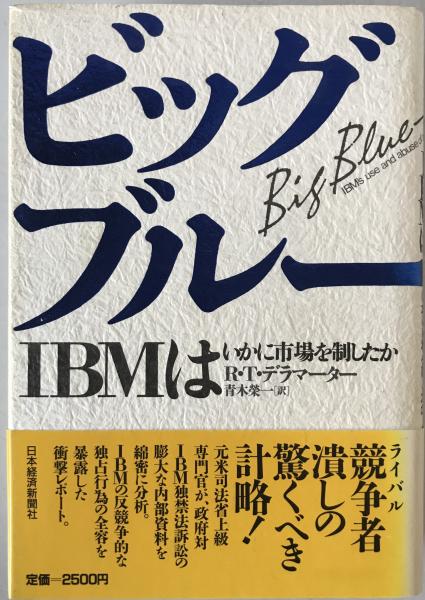 ビッグ
ブルー
Big Blue—
IBM's use and abuse of
IBMは
いかに市場を制したか
R・T・デラマーター
青木榮一[訳]
ライバル
競争者
潰しの
驚くべき
計略!
元米司法省上級
専門官が、政府対
IBM独禁法訴訟の
膨大な内部資料を
綿密に分析。
IBMの反競争的な
独占行為の全容を
暴露した
衝撃レポート。
日本経済新聞社
定価=2500円